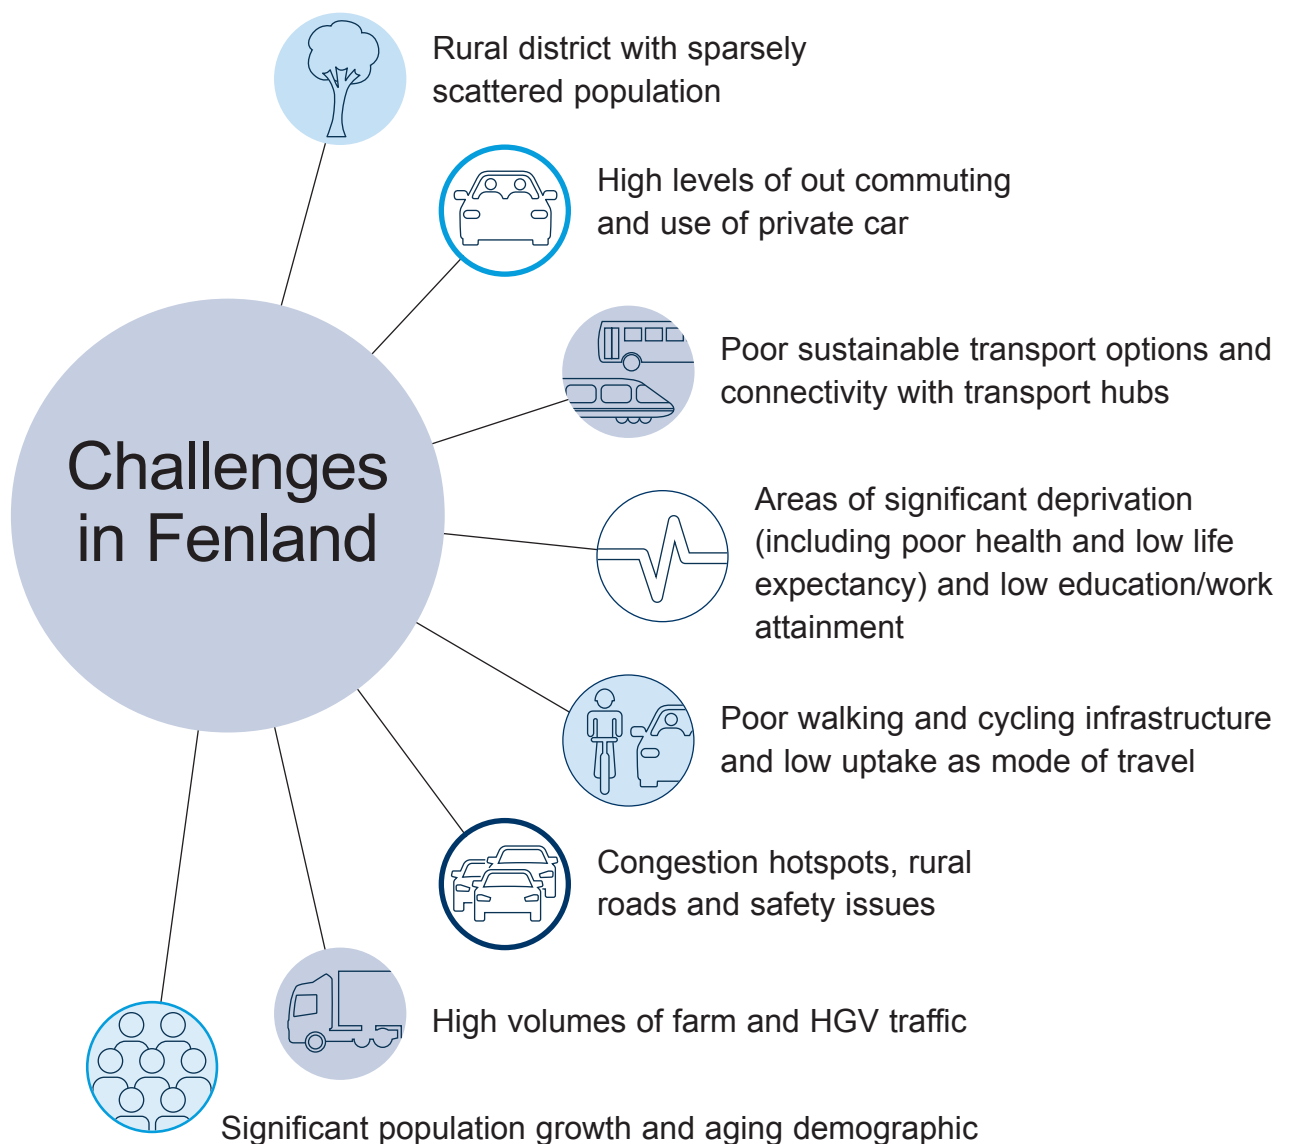 Rural district with sparsely
scattered population
High levels of out commuting
and use of private car
Poor sustainable transport options and
connectivity with transport hubs
Challenges
in Fenland
Areas of significant deprivation
(including poor health and low life
expectancy) and low education/work
attainment
Poor walking and cycling infrastructure
and low uptake as mode of travel
Congestion hotspots, rural
roads and safety issues
High volumes of farm and HGV traffic
Significant population growth and aging demographic